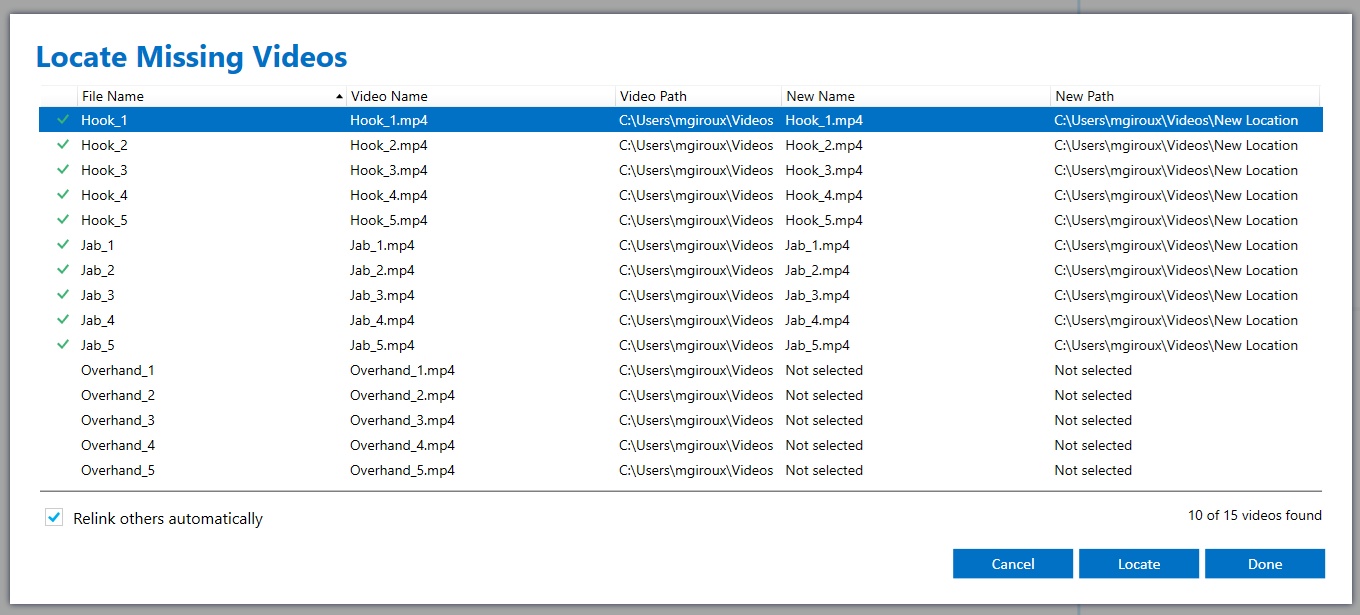 Locate Missing Videos
File Name Video Name Video Path New Name New Path
Hook_1 Hook_1.mp4 C:\Users\mgiroux\Videos Hook_1.mp4 C:\Users\mgiroux\Videos\New Location
Hook_2 Hook_2.mp4 C:\Users\mgiroux\Videos Hook_2.mp4 C:\Users\mgiroux\Videos\New Location
Hook_3 Hook_3.mp4 C:\Users\mgiroux\Videos Hook_3.mp4 C:\Users\mgiroux\Videos\New Location
Hook_4 Hook_4.mp4 C:\Users\mgiroux\Videos Hook_4.mp4 C:\Users\mgiroux\Videos\New Location
Hook_5 Hook_5.mp4 C:\Users\mgiroux\Videos Hook_5.mp4 C:\Users\mgiroux\Videos\New Location
Jab_1 Jab_1.mp4 C:\Users\mgiroux\Videos Jab_1.mp4 C:\Users\mgiroux\Videos\New Location
Jab_2 Jab_2.mp4 C:\Users\mgiroux\Videos Jab_2.mp4 C:\Users\mgiroux\Videos\New Location
Jab_3 Jab_3.mp4 C:\Users\mgiroux\Videos Jab_3.mp4 C:\Users\mgiroux\Videos\New Location
Jab_4 Jab_4.mp4 C:\Users\mgiroux\Videos Jab_4.mp4 C:\Users\mgiroux\Videos\New Location
Jab_5 Jab_5.mp4 C:\Users\mgiroux\Videos Jab_5.mp4 C:\Users\mgiroux\Videos\New Location
Overhand_1 Overhand_1.mp4 C:\Users\mgiroux\Videos Not selected Not selected
Overhand_2 Overhand_2.mp4 C:\Users\mgiroux\Videos Not selected Not selected
Overhand_3 Overhand_3.mp4 C:\Users\mgiroux\Videos Not selected Not selected
Overhand_4 Overhand_4.mp4 C:\Users\mgiroux\Videos Not selected Not selected
Overhand_5 Overhand_5.mp4 C:\Users\mgiroux\Videos Not selected Not selected
Relink others automatically 10 of 15 videos found
Cancel Locate Done